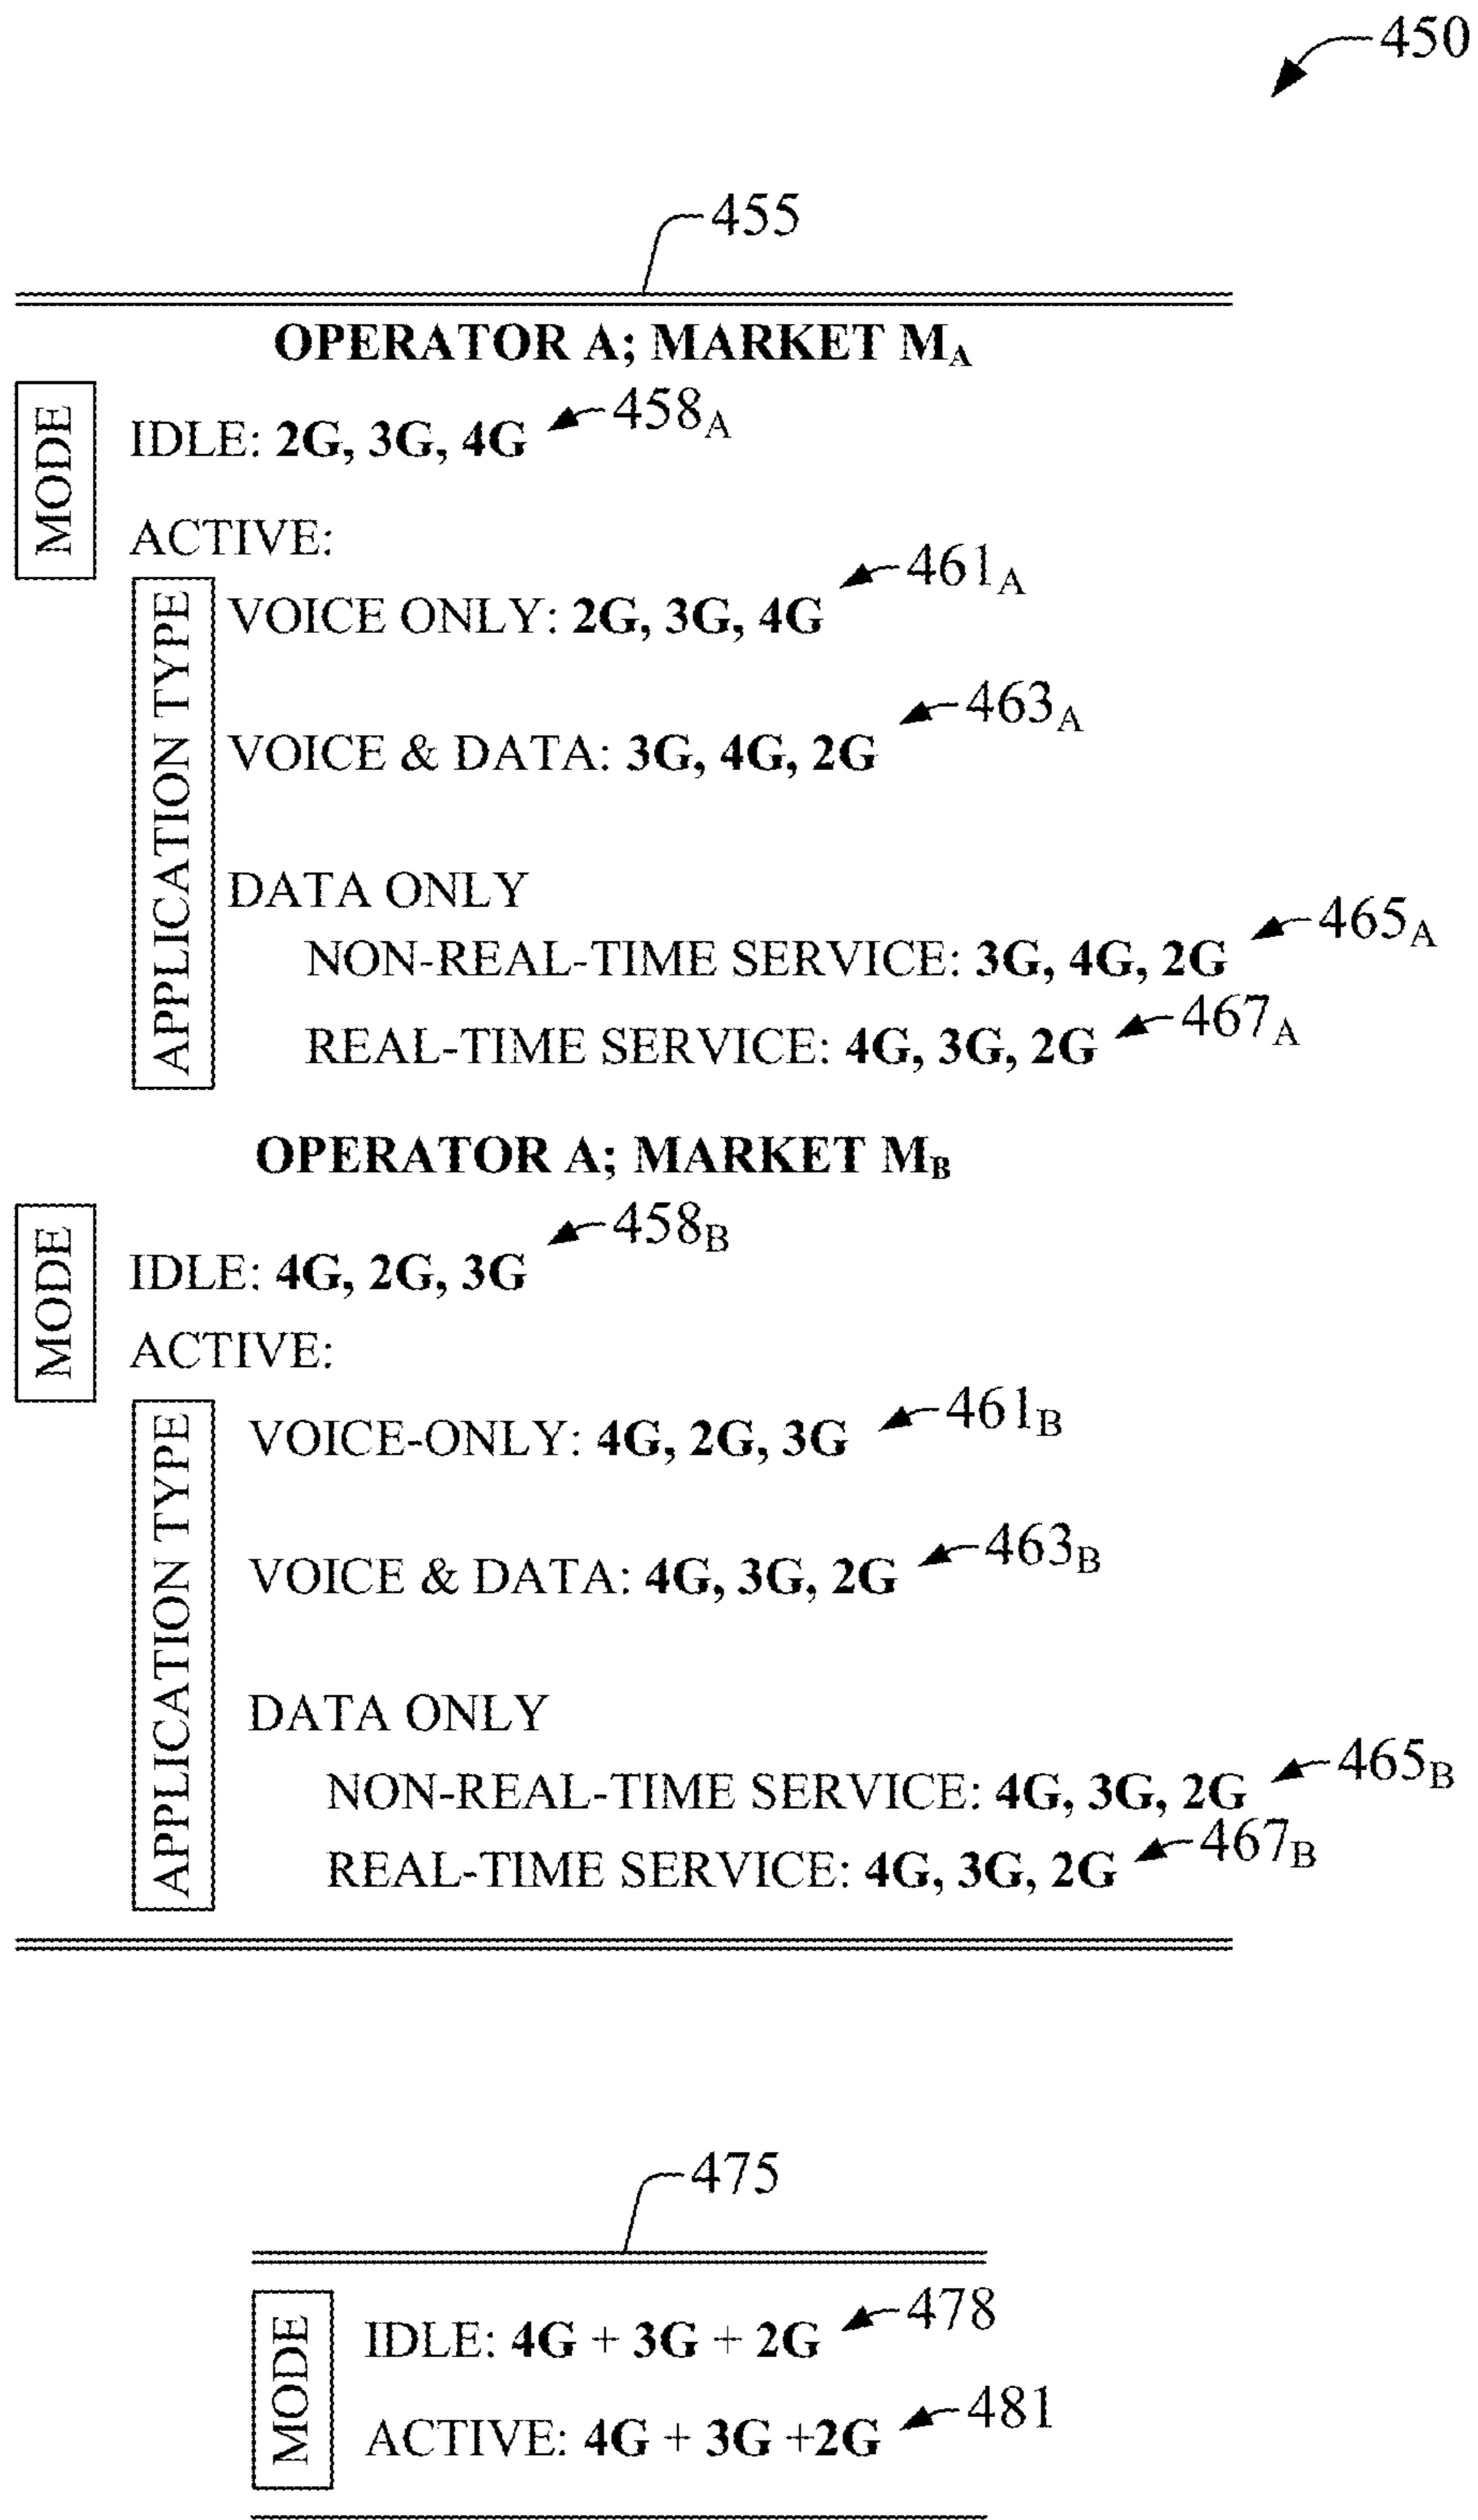 450
455
OPERATOR A; MARKET MA
MODE
IDLE: 2G, 3G, 4G
458A
ACTIVE:
APPLICATION TYPE
VOICE ONLY: 2G, 3G, 4G
461A
VOICE & DATA: 3G, 4G, 2G
463A
DATA ONLY
NON-REAL-TIME SERVICE: 3G, 4G, 2G
465A
REAL-TIME SERVICE: 4G, 3G, 2G
467A
OPERATOR A; MARKET MB
MODE
IDLE: 4G, 2G, 3G
458B
ACTIVE:
APPLICATION TYPE
VOICE-ONLY: 4G, 2G, 3G
461B
VOICE & DATA: 4G, 3G, 2G
463B
DATA ONLY
NON-REAL-TIME SERVICE: 4G, 3G, 2G
465B
REAL-TIME SERVICE: 4G, 3G, 2G
467B
475
MODE
IDLE: 4G + 3G + 2G
478
ACTIVE: 4G + 3G +2G
481